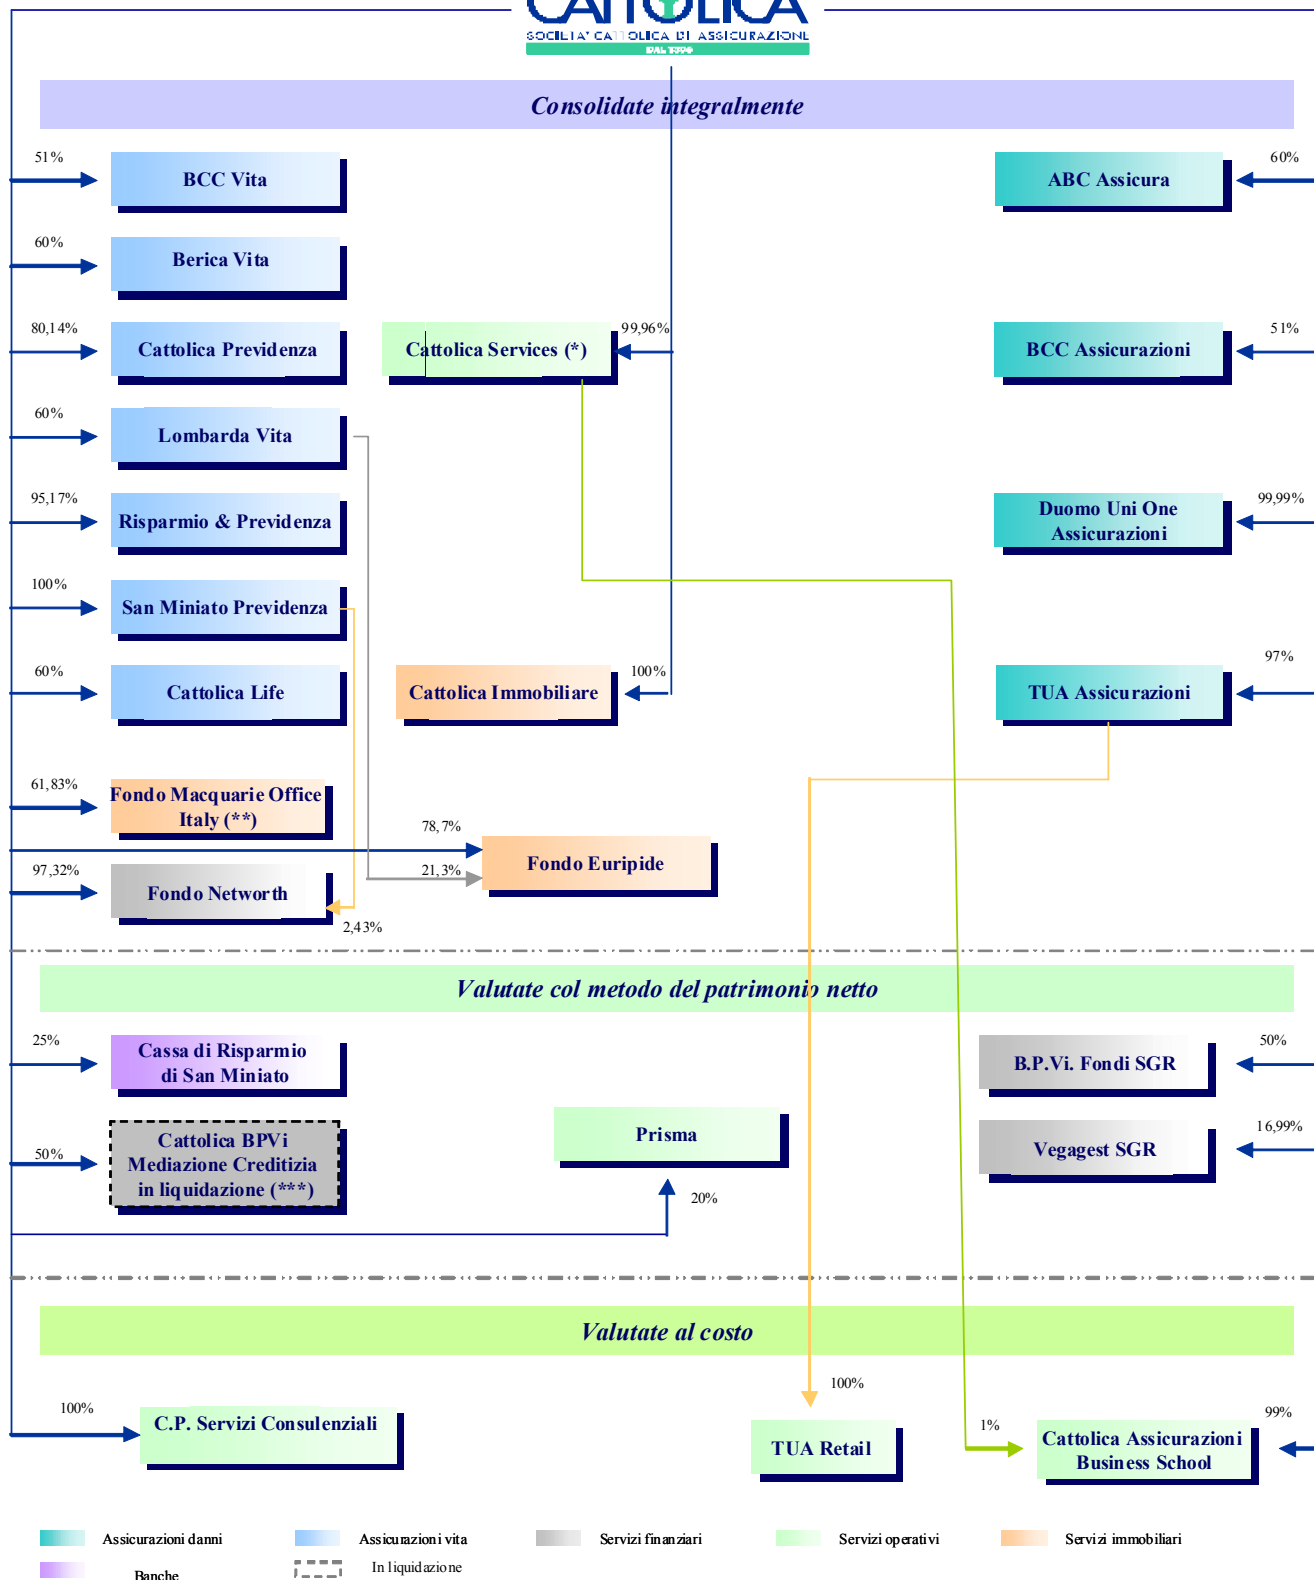 CATTOLICA
SOCIETA' CATTOLICA DI ASSICURAZIONE
DAL 1896
Consolidate integralmente
51%
BCC Vita
ABC Assicura
60%
60%
Berica Vita
80,14%
Cattolica Previdenza
Cattolica Services (*)
99,96%
BCC Assicurazioni
51%
60%
Lombarda Vita
95,17%
Risparmio & Previdenza
Duomo Uni One
Assicurazioni
99,99%
100%
San Miniato Previdenza
60%
Cattolica Life
Cattolica Immobiliare
100%
TUA Assicurazioni
97%
61,83%
Fondo Macquarie Office
Italy (**)
78,7%
Fondo Euripide
21,3%
97,32%
Fondo Networth
2,43%
Valutate col metodo del patrimonio netto
25%
Cassa di Risparmio
di San Miniato
B.P.Vi. Fondi SGR
50%
50%
Cattolica BPVi
Mediazione Creditizia
in liquidazione (***)
Prisma
20%
Vegagest SGR
16,99%
Valutate al costo
100%
C.P. Servizi Consulenziali
100%
TUA Retail
1%
Cattolica Assicurazioni
Business School
99%
Assicurazioni danni
Assicurazioni vita
Servizi finanziari
Servizi operativi
Servizi immobiliari
Banche
In liquidazione